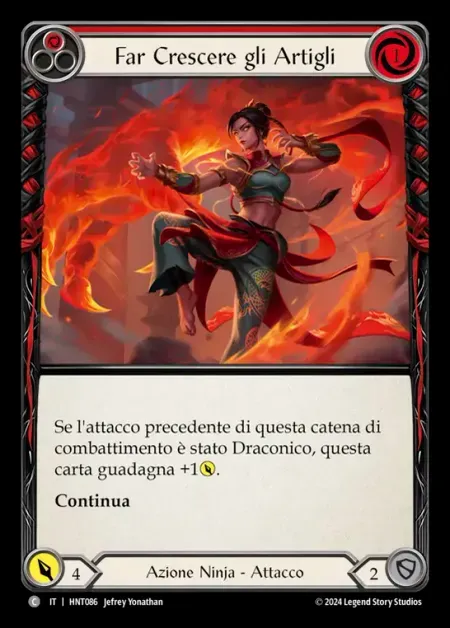 Far Crescere gli Artigli
1
Se l'attacco precedente di questa catena di
combattimento è stato Draconico, questa
carta guadagna +1.
Continua
4
Azione Ninja - Attacco
2
C IT | HNT086 Jefrey Yonathan
© 2024 Legend Story Studios